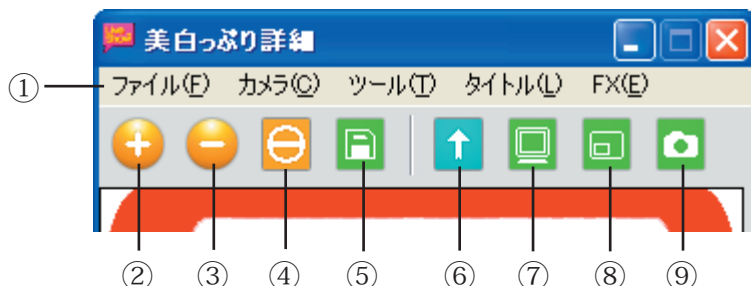 美白っぷり詳細
① ファイル(F) カメラ(C) ツール(T) タイトル(L) FX(E)
② ③ ④ ⑤ ⑥ ⑦ ⑧ ⑨